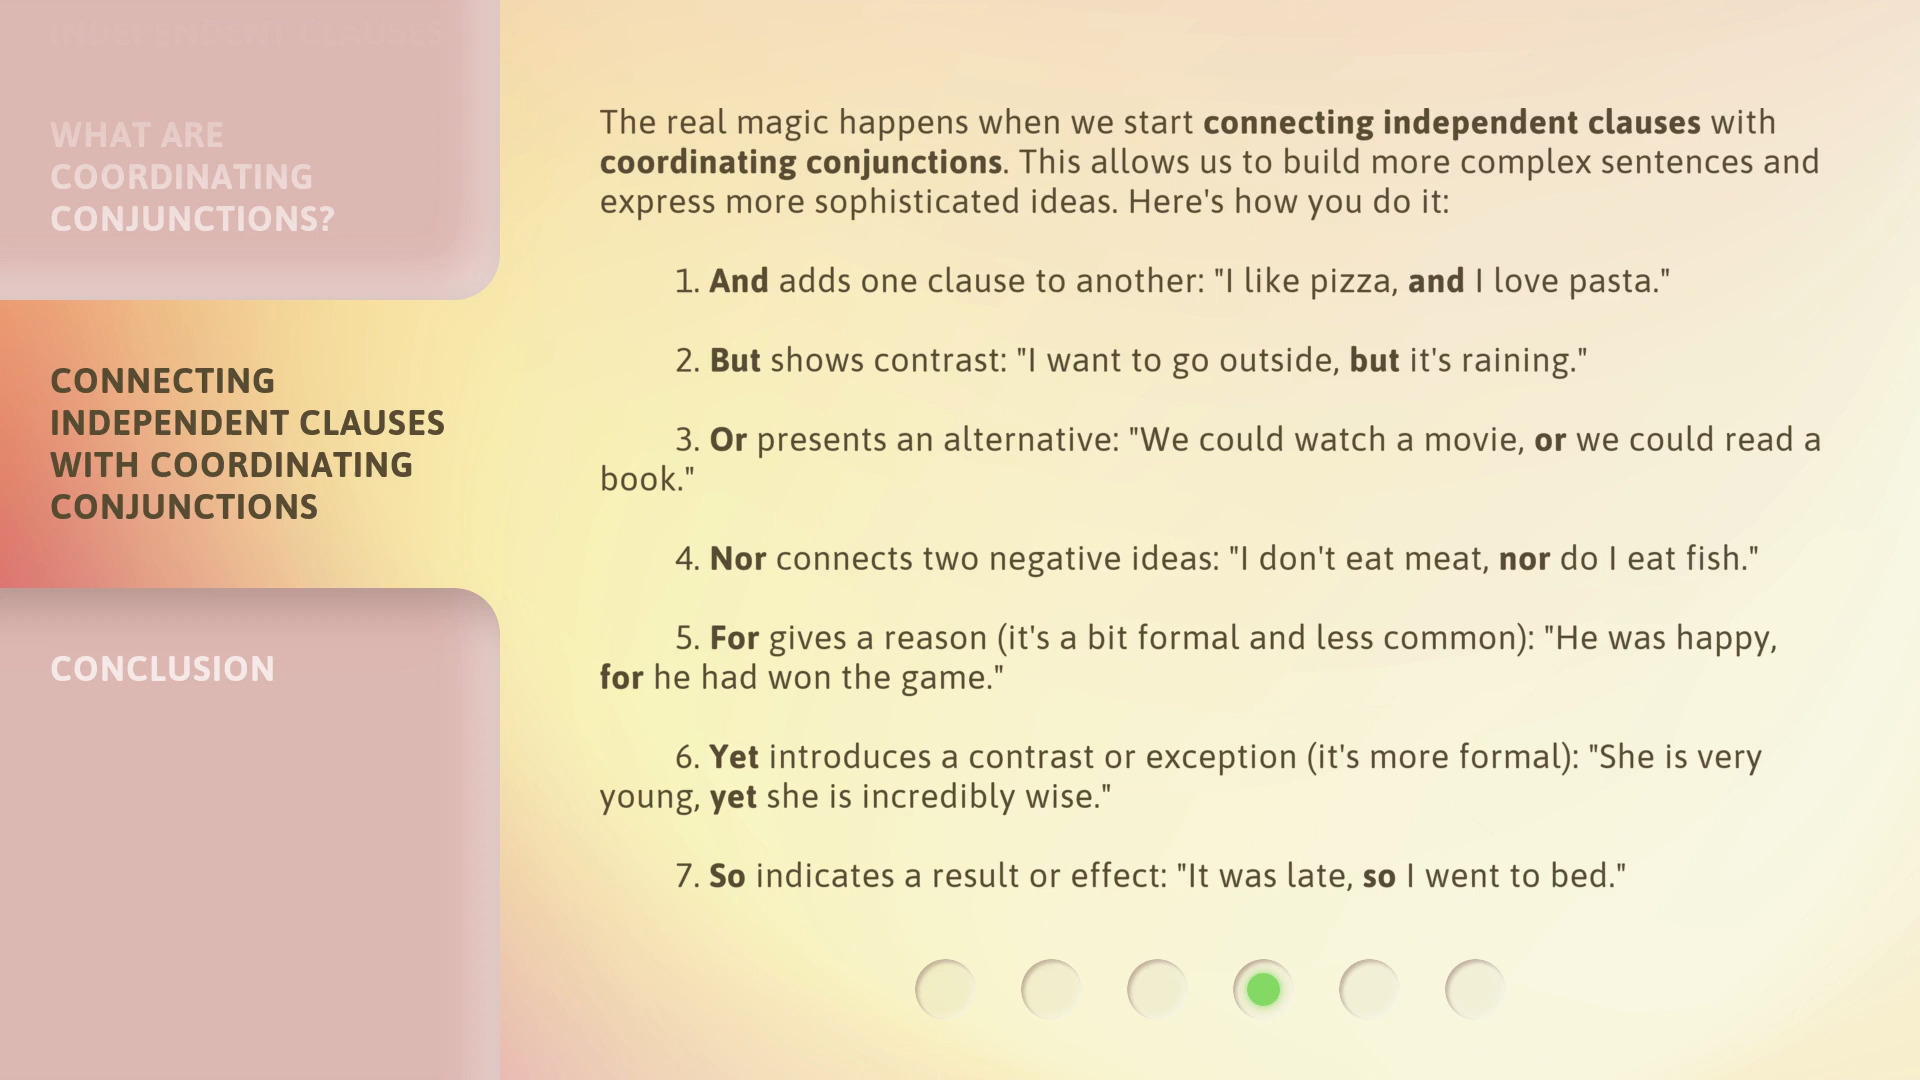 INDEPENDENT CLAUSES
WHAT ARE
COORDINATING
CONJUNCTIONS?
CONNECTING
INDEPENDENT CLAUSES
WITH COORDINATING
CONJUNCTIONS
CONCLUSION
The real magic happens when we start connecting independent clauses with
coordinating conjunctions. This allows us to build more complex sentences and
express more sophisticated ideas. Here's how you do it:
1. And adds one clause to another: "I like pizza, and I love pasta."
2. But shows contrast: "I want to go outside, but it's raining."
3. Or presents an alternative: "We could watch a movie, or we could read a
book."
4. Nor connects two negative ideas: "I don't eat meat, nor do I eat fish."
5. For gives a reason (it's a bit formal and less common): "He was happy,
for he had won the game."
6. Yet introduces a contrast or exception (it's more formal): "She is very
young, yet she is incredibly wise."
7. So indicates a result or effect: "It was late, so I went to bed."